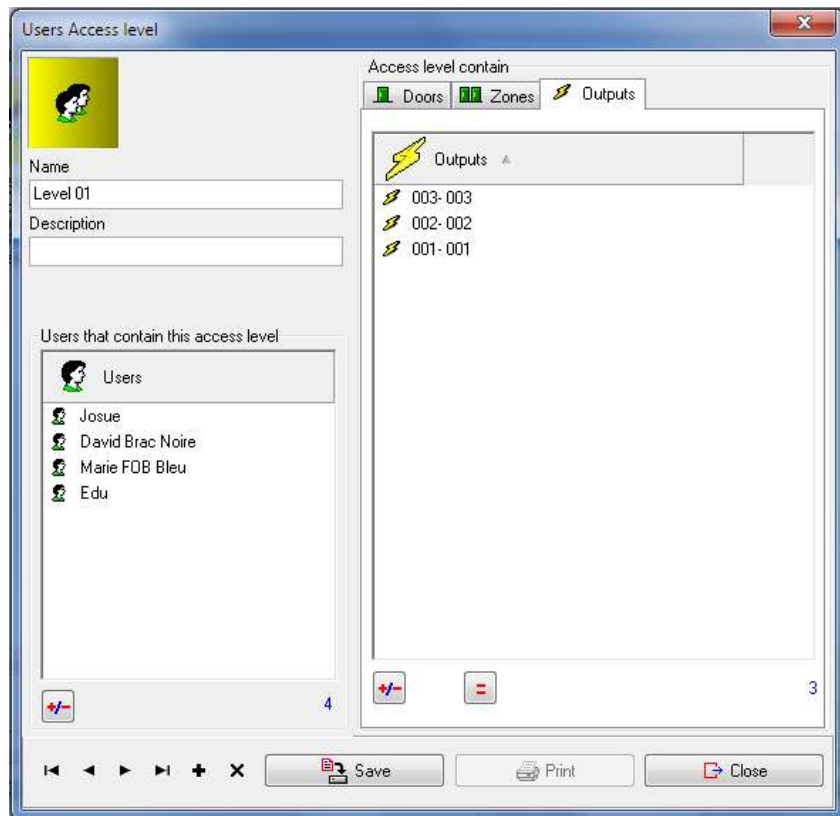 Users Access level
Name
Level 01
Description
Users that contain this access level
Users
Josue
David Brac Noire
Marie FOB Bleu
Edu
+/-
4
Access level contain
Doors
Zones
Outputs
Outputs
003- 003
002- 002
001- 001
+/-
=
3
Save
Print
Close